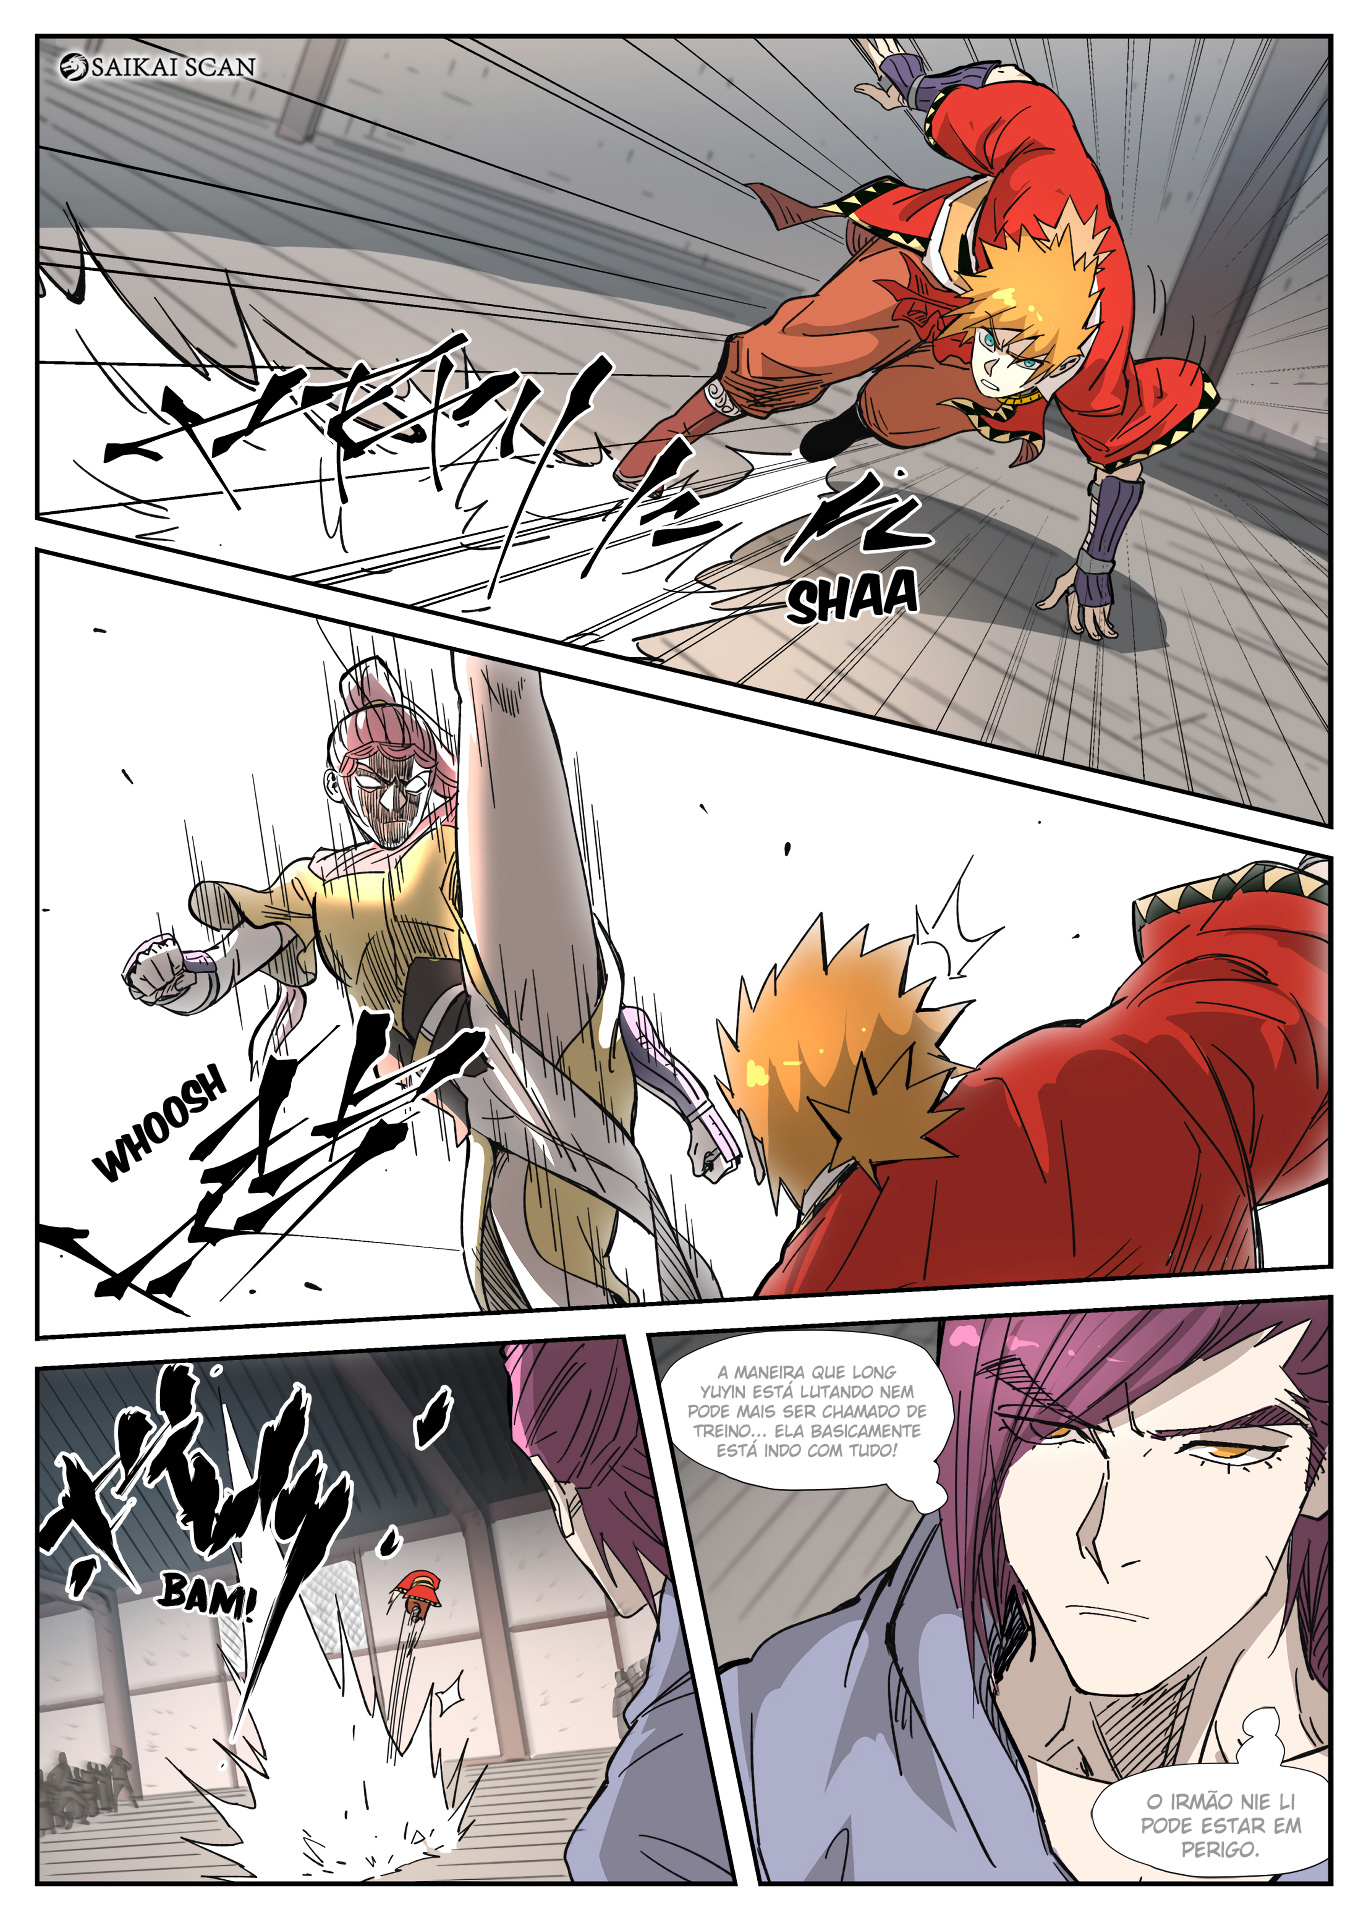 SAIKAI SCAN
SHAA
WHOOSH
BAM!
A MANEIRA QUE LONG
YUYIN ESTÁ LUTANDO NEM
PODE MAIS SER CHAMADO DE
TREINO... ELA BASICAMENTE
ESTÁ INDO COM TUDO!
O IRMÃO NIE LI
PODE ESTAR EM
PERIGO.